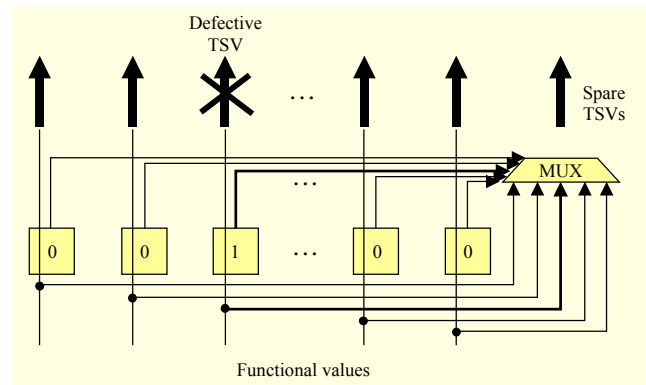 Defective
TSV
...
Spare
TSVs
MUX
...
0 0 1 ... 0 0
Functional values